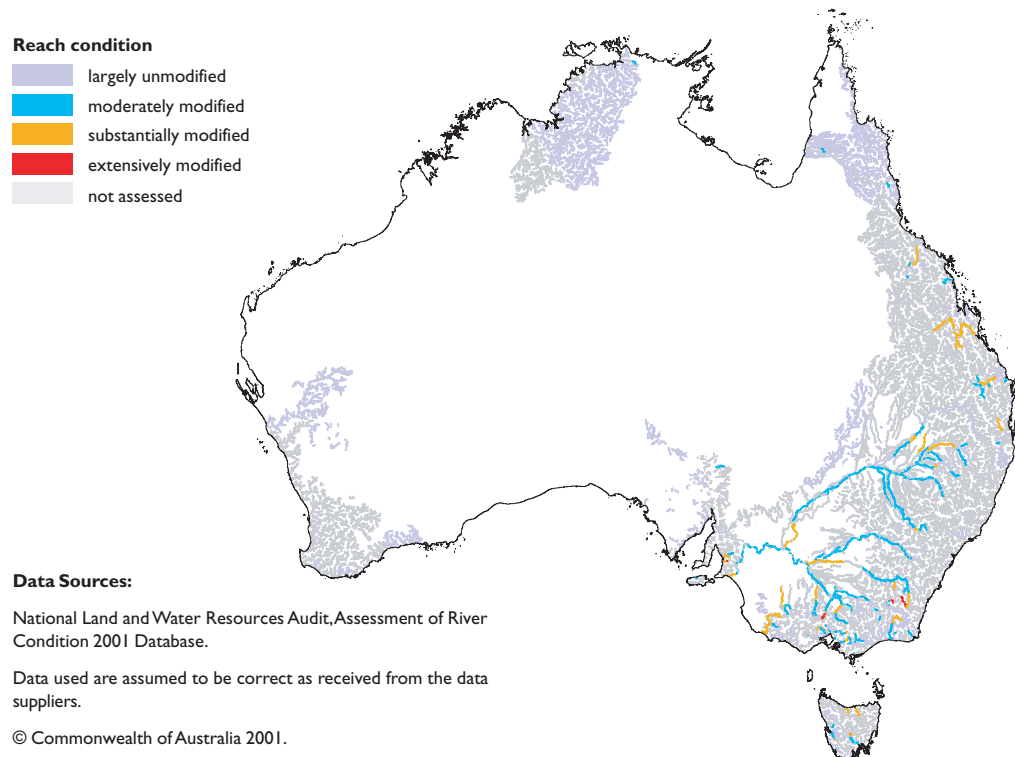 Reach condition
largely unmodified
moderately modified
substantially modified
extensively modified
not assessed
Data Sources:
National Land and Water Resources Audit, Assessment of River
Condition 2001 Database.
Data used are assumed to be correct as received from the data
suppliers.
© Commonwealth of Australia 2001.